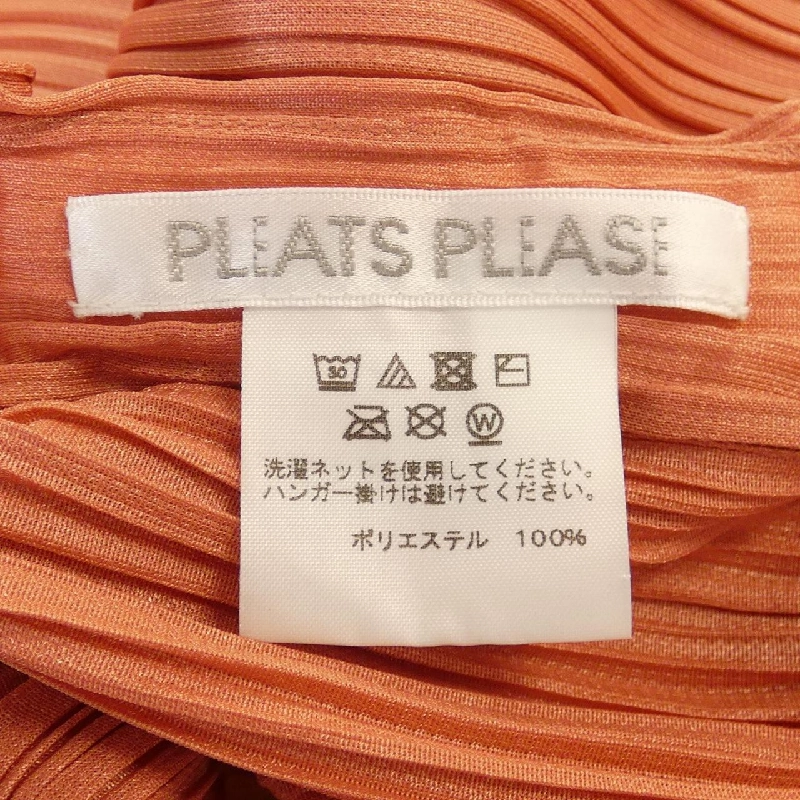 PLEATS PLEASE
30
W
洗濯ネットを使用してください。
ハンガー掛けは避けてください。
ポリエステル 100%